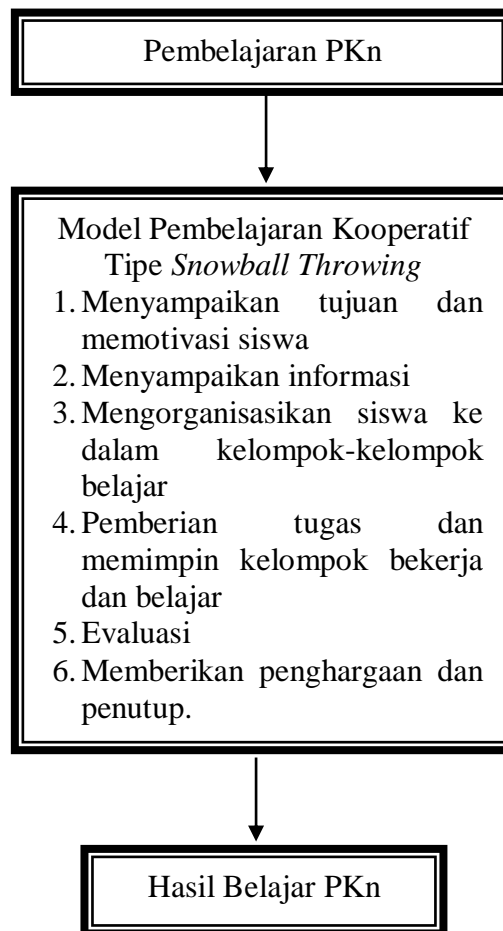 Pembelajaran PKn
Model Pembelajaran Kooperatif
Tipe Snowball Throwing
1. Menyampaikan tujuan dan
memotivasi siswa
2. Menyampaikan informasi
3. Mengorganisasikan siswa ke
dalam kelompok-kelompok
belajar
4. Pemberian tugas dan
memimpin kelompok bekerja
dan belajar
5. Evaluasi
6. Memberikan penghargaan dan
penutup.
Hasil Belajar PKn